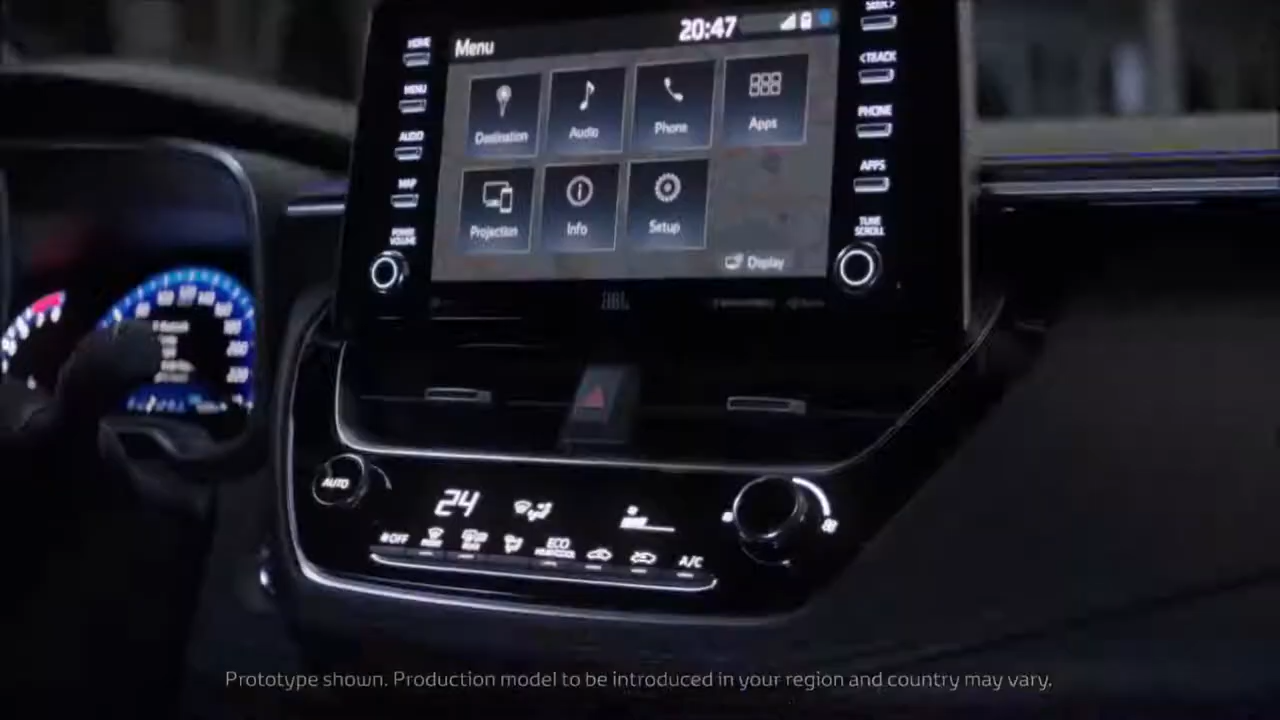 20:47
SEEK>
HOME
Menu
<TRACK
MENU
Destination
Audio
Phone
Apps
PHONE
AUDIO
APPS
MAP
Projection
Info
Setup
TUNE
SCROLL
POWER
VOLUME
Display
JBL
AUTO
24
OFF
ECO
A/C
Prototype shown. Production model to be introduced in your region and country may vary.